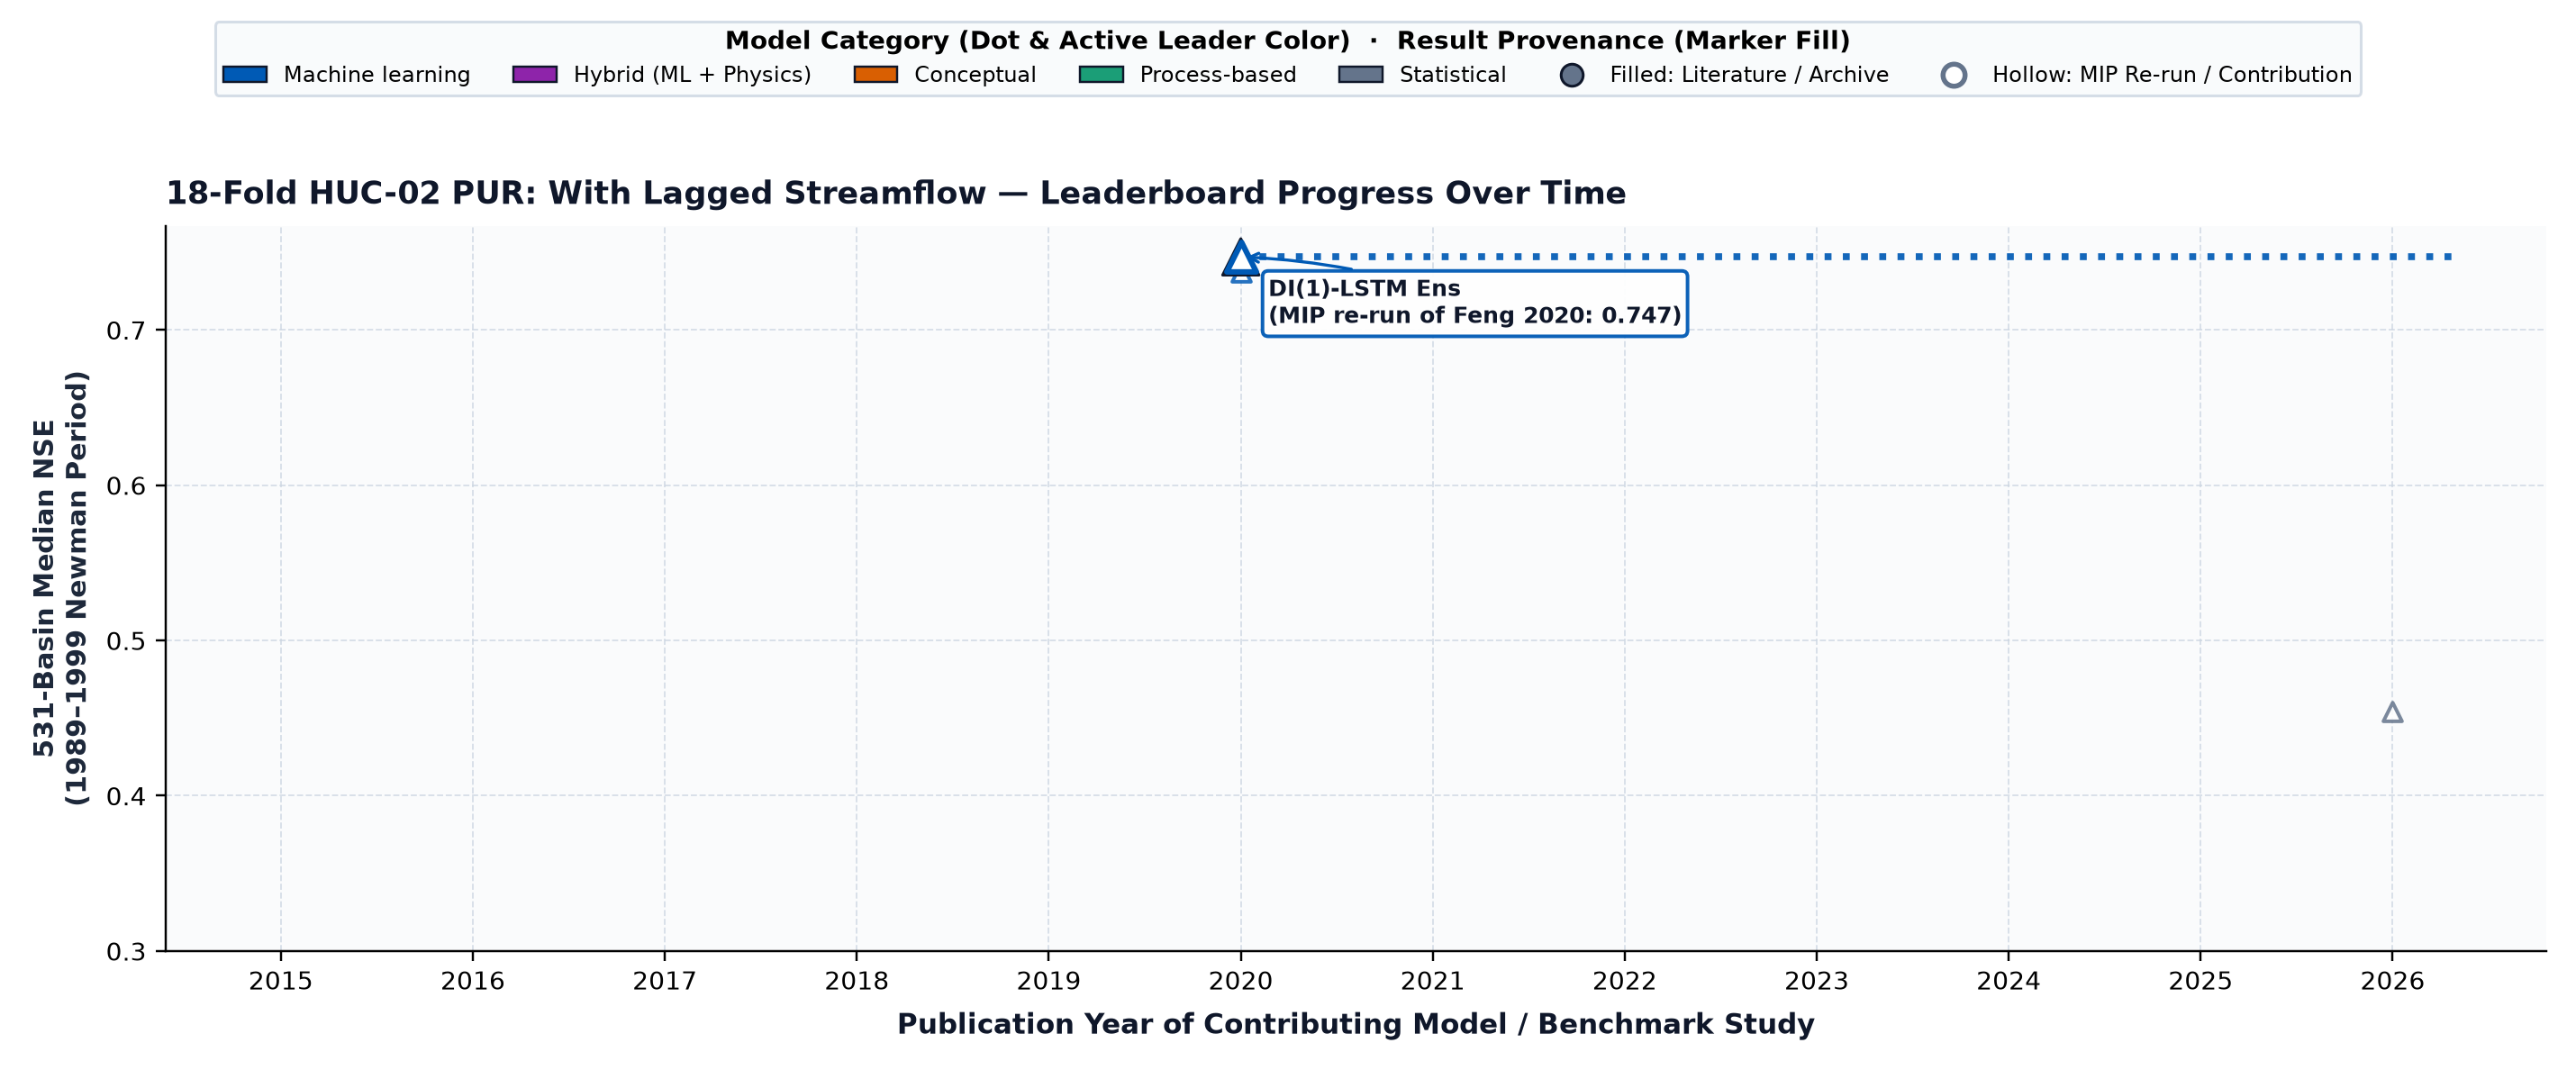 Model Category (Dot & Active Leader Color) · Result Provenance (Marker Fill)
Machine learning
Hybrid (ML + Physics)
Conceptual
Process-based
Statistical
Filled: Literature / Archive
Hollow: MIP Re-run / Contribution
18-Fold HUC-02 PUR: With Lagged Streamflow — Leaderboard Progress Over Time
DI(1)-LSTM Ens
(MIP re-run of Feng 2020: 0.747)
531-Basin Median NSE
(1989–1999 Newman Period)
0.7
0.6
0.5
0.4
0.3
2015
2016
2017
2018
2019
2020
2021
2022
2023
2024
2025
2026
Publication Year of Contributing Model / Benchmark Study